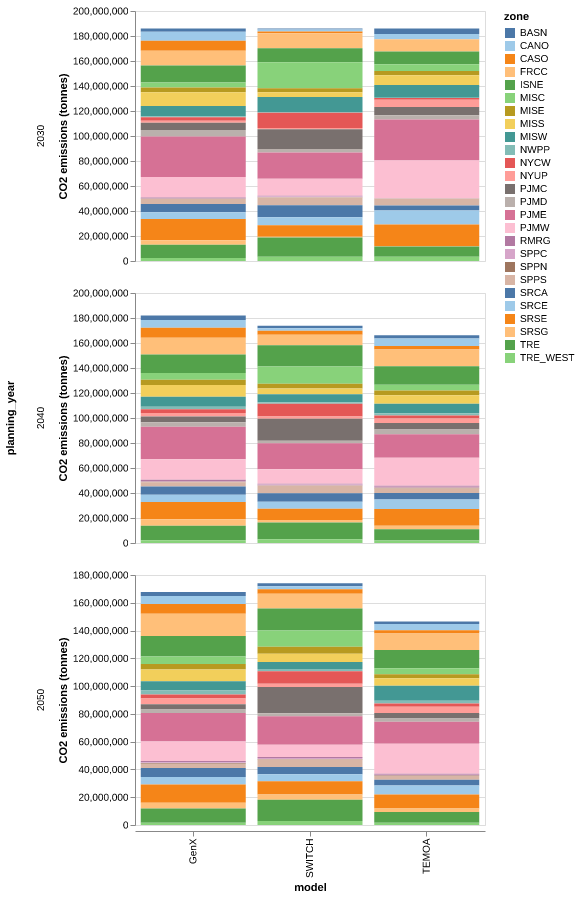 zone
BASN
CANO
CASO
FRCC
ISNE
MISC
MISE
MISS
MISW
NWPP
NYCW
NYUP
PJMC
PJMD
PJME
PJMW
RMRG
SPPC
SPPN
SPPS
SRCA
SRCE
SRSE
SRSG
TRE
TRE_WEST
planning_year
2030
CO2 emissions (tonnes)
200,000,000
180,000,000
160,000,000
140,000,000
120,000,000
100,000,000
80,000,000
60,000,000
40,000,000
20,000,000
0
2040
CO2 emissions (tonnes)
200,000,000
180,000,000
160,000,000
140,000,000
120,000,000
100,000,000
80,000,000
60,000,000
40,000,000
20,000,000
0
2050
CO2 emissions (tonnes)
180,000,000
160,000,000
140,000,000
120,000,000
100,000,000
80,000,000
60,000,000
40,000,000
20,000,000
0
GenX
SWITCH
TEMOA
model